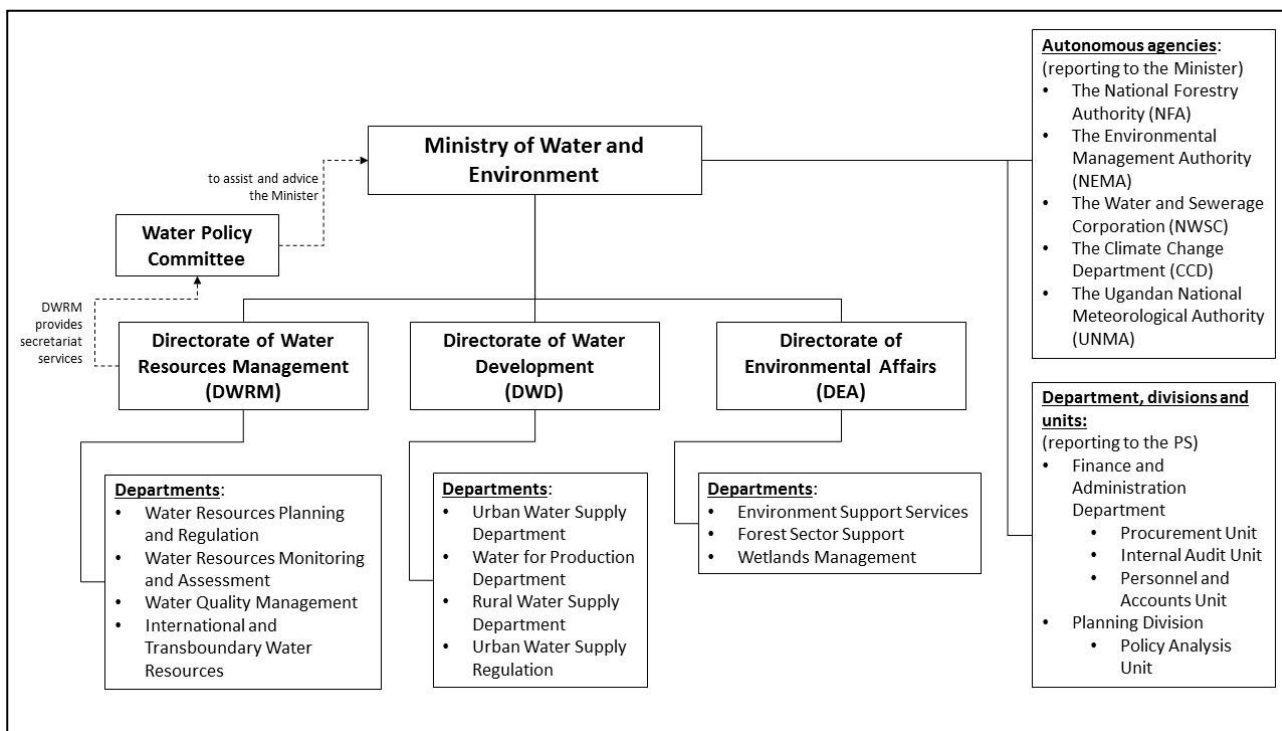 Autonomous agencies:
(reporting to the Minister)
• The National Forestry
Authority (NFA)
• The Environmental
Management Authority
(NEMA)
• The Water and Sewerage
Corporation (NWSC)
• The Climate Change
Department (CCD)
• The Ugandan National
Meteorological Authority
(UNMA)
Ministry of Water and
Environment
to assist and advice
the Minister
Water Policy
Committee
DWRM
provides
secretariat
services
Directorate of Water
Resources Management
(DWRM)
Directorate of Water
Development
(DWD)
Directorate of
Environmental Affairs
(DEA)
Department, divisions and
units:
(reporting to the PS)
• Finance and
Administration
Department
• Procurement Unit
• Internal Audit Unit
• Personnel and
Accounts Unit
• Planning Division
• Policy Analysis
Unit
Departments:
• Water Resources Planning
and Regulation
• Water Resources Monitoring
and Assessment
• Water Quality Management
• International and
Transboundary Water
Resources
Departments:
• Urban Water Supply
Department
• Water for Production
Department
• Rural Water Supply
Department
• Urban Water Supply
Regulation
Departments:
• Environment Support Services
• Forest Sector Support
• Wetlands Management